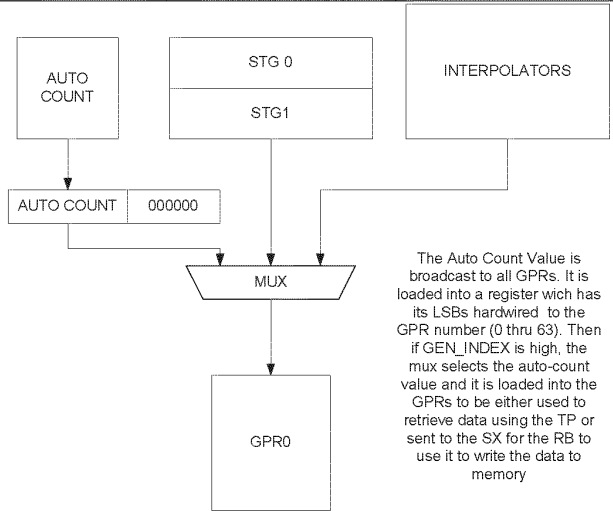 AUTO
COUNT
STG 0
STG1
INTERPOLATORS
AUTO COUNT
000000
MUX
GPR0
The Auto Count Value is
broadcast to all GPRs. It is
loaded into a register wich has
its LSBs hardwired to the
GPR number (0 thru 63). Then
if GEN_INDEX is high, the
mux selects the auto-count
value and it is loaded into the
GPRs to be either used to
retrieve data using the TP or
sent to the SX for the RB to
use it to write the data to
memory